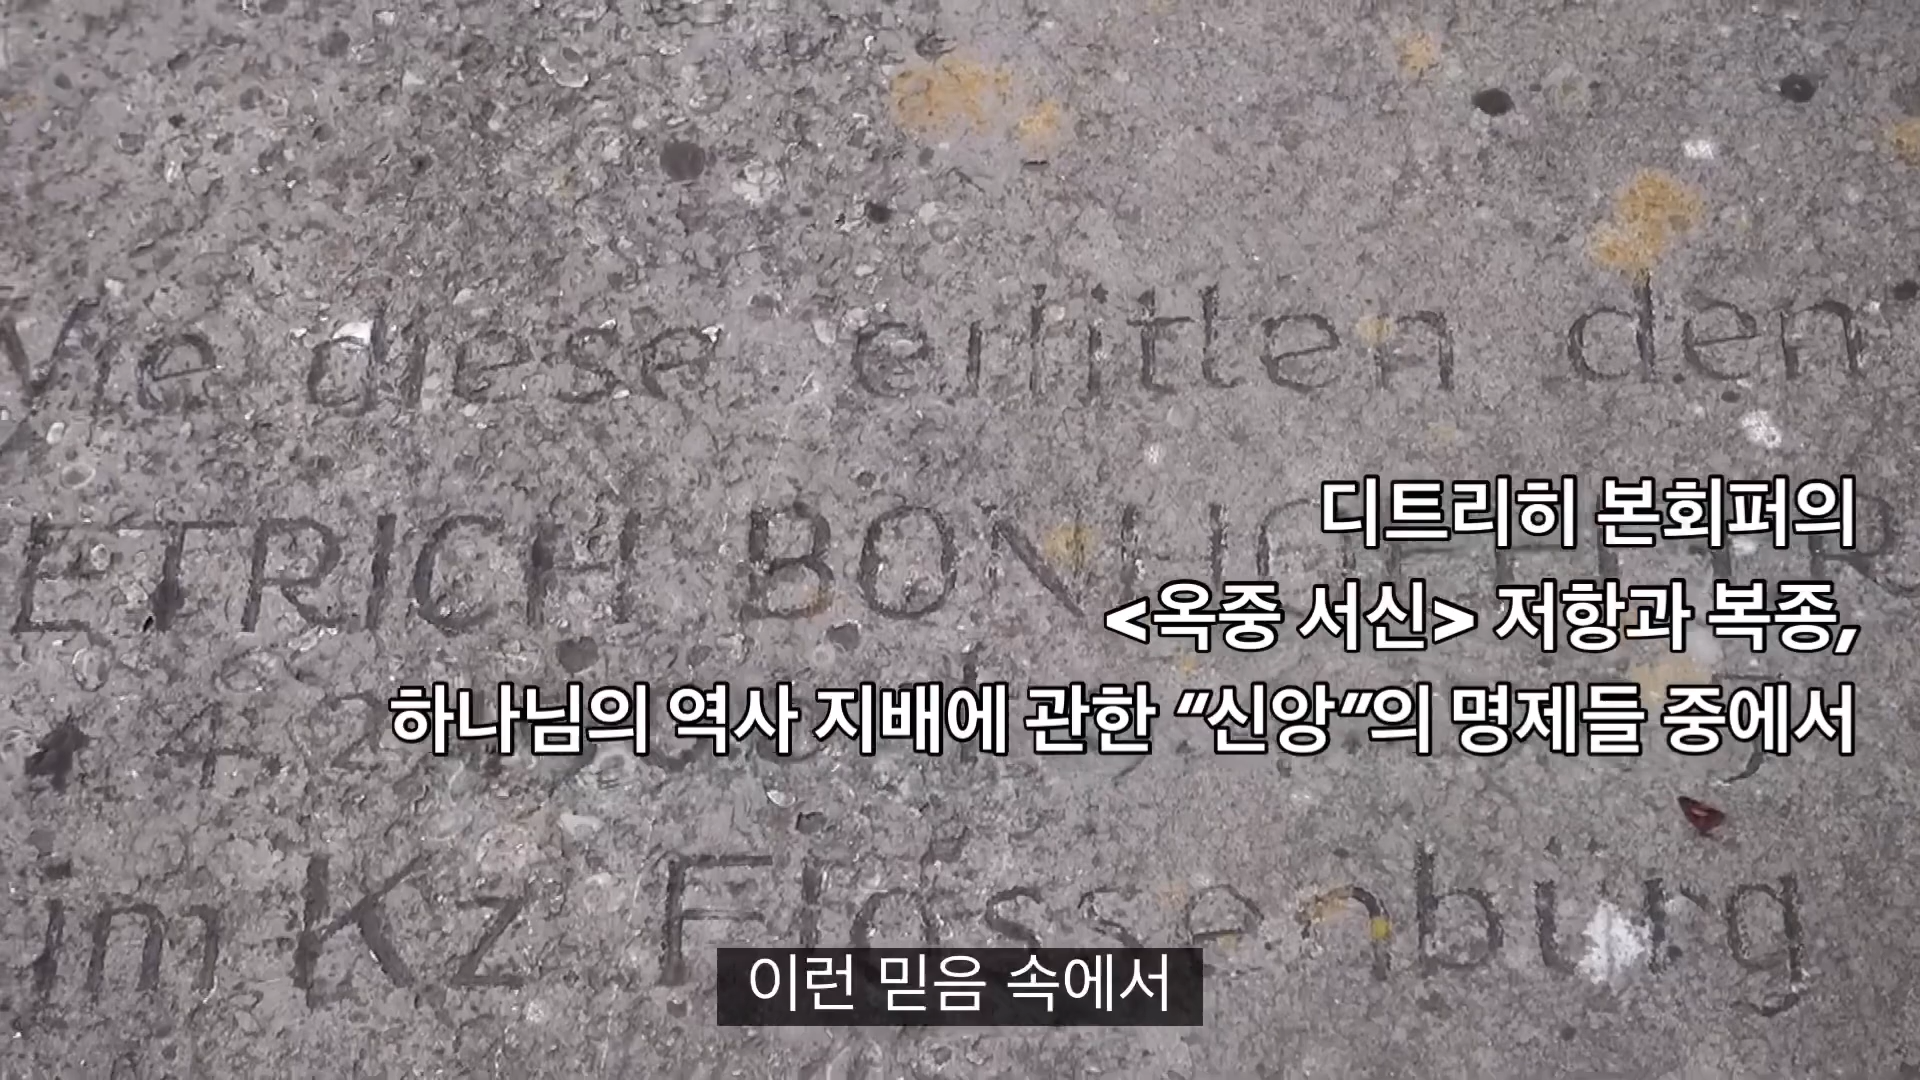 Wie diese erlitten den
ETRICH BONHOEFFER
디트리히 본회퍼의
<옥중 서신> 저항과 복종,
하나님의 역사 지배에 관한 “신앙”의 명제들 중에서
im KZ Flossenburg
이런 믿음 속에서